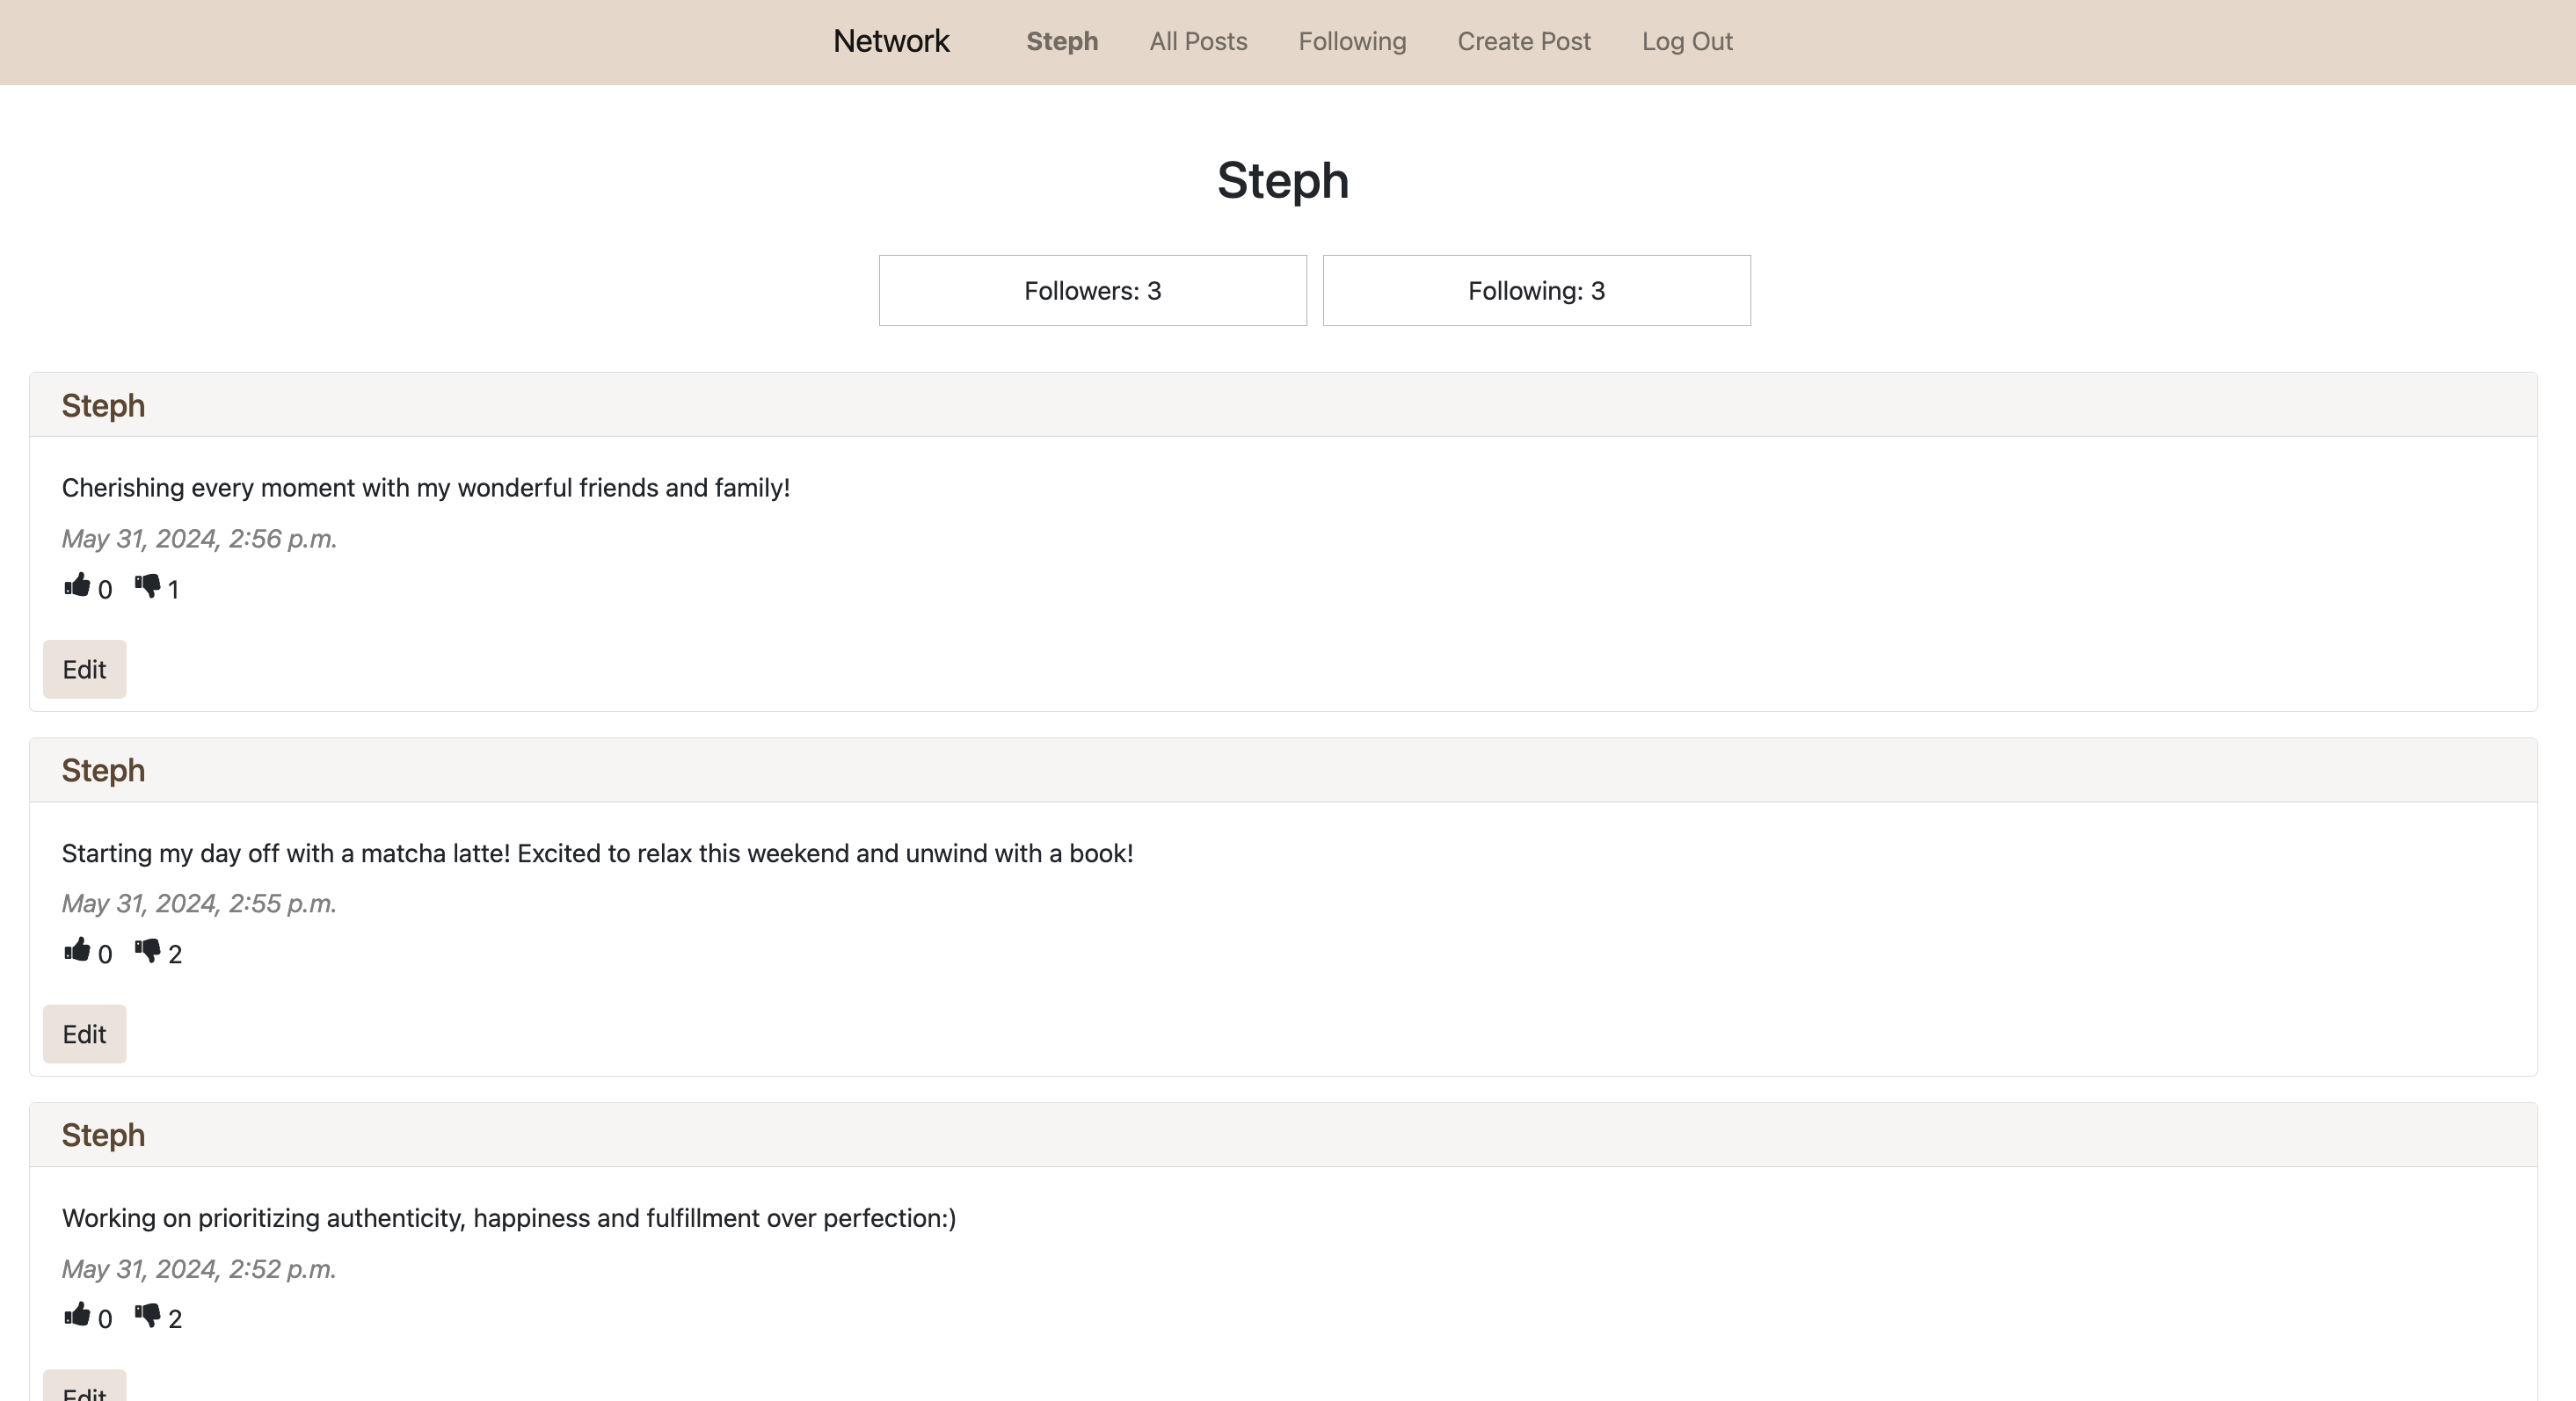 Network Steph All Posts Following Create Post Log Out
Steph
Followers: 3 Following: 3
Steph
Cherishing every moment with my wonderful friends and family!
May 31, 2024, 2:56 p.m.
0 1
Edit
Steph
Starting my day off with a matcha latte! Excited to relax this weekend and unwind with a book!
May 31, 2024, 2:55 p.m.
0 2
Edit
Steph
Working on prioritizing authenticity, happiness and fulfillment over perfection:)
May 31, 2024, 2:52 p.m.
0 2
Edit